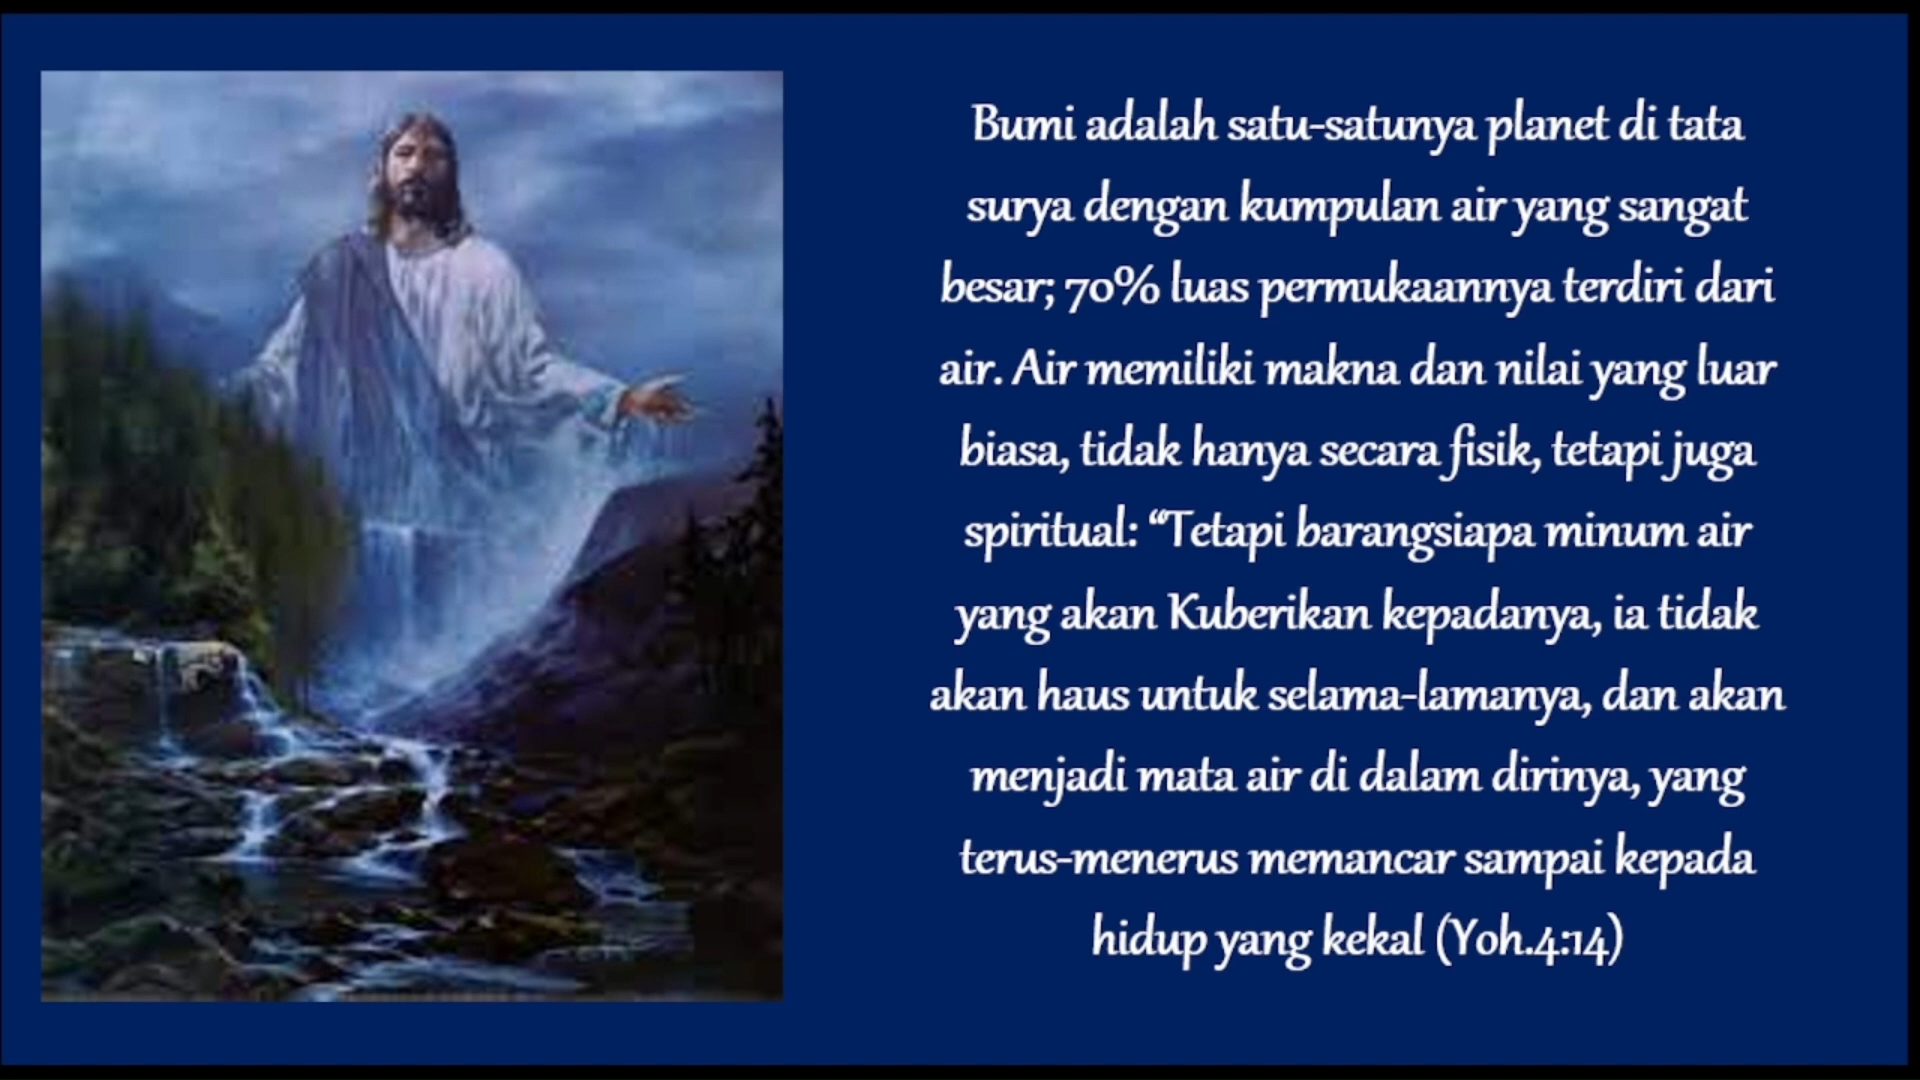 Bumi adalah satu-satunya planet di tata
surya dengan kumpulan air yang sangat
besar; 70% luas permukaannya terdiri dari
air. Air memiliki makna dan nilai yang luar
biasa, tidak hanya secara fisik, tetapi juga
spiritual: “Tetapi barangsiapa minum air
yang akan Kuberikan kepadanya, ia tidak
akan haus untuk selama-lamanya, dan akan
menjadi mata air di dalam dirinya, yang
terus-menerus memancar sampai kepada
hidup yang kekal (Yoh.4:14)